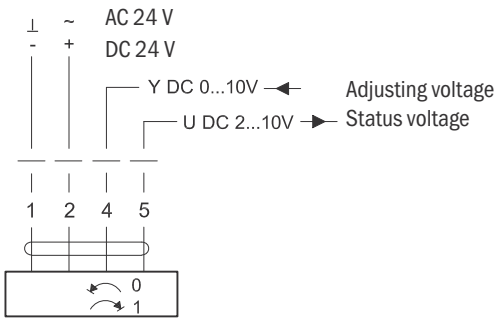 ⊥ ~ AC 24 V
- + DC 24 V
Y DC 0...10V Adjusting voltage
U DC 2...10V Status voltage
1 2 4 5
0
1